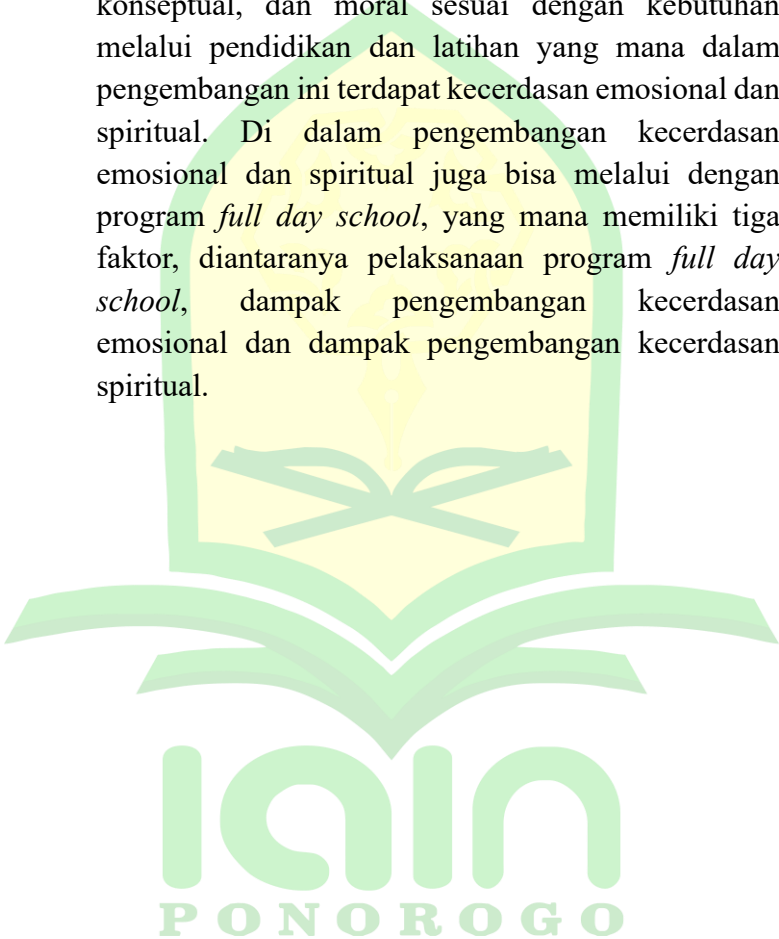 konseptual, dan moral sesuai dengan kebutuhan
melalui pendidikan dan latihan yang mana dalam
pengembangan ini terdapat kecerdasan emosional dan
spiritual. Di dalam pengembangan kecerdasan
emosional dan spiritual juga bisa melalui dengan
program full day school, yang mana memiliki tiga
faktor, diantaranya pelaksanaan program full day
school, dampak pengembangan kecerdasan
emosional dan dampak pengembangan kecerdasan
spiritual.
iain
PONOROGO